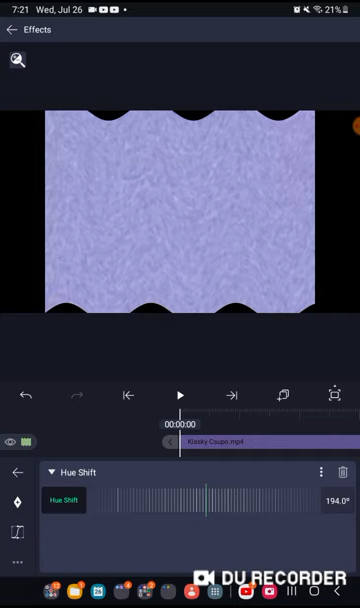 7:21 Wed, Jul 26 21%
Effects
00:00:00
Klasky Csupo.mp4
Hue Shift
Hue Shift 194.0º
DU RECORDER